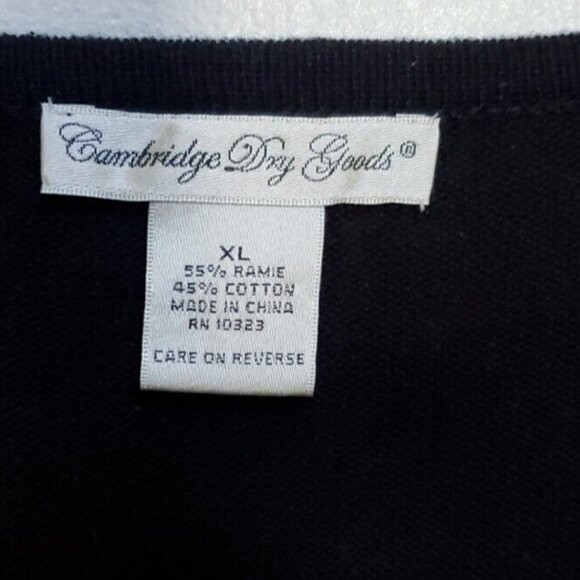 Cambridge Dry Goods®
XL
55% RAMIE
45% COTTON
MADE IN CHINA
RN 10323
CARE ON REVERSE